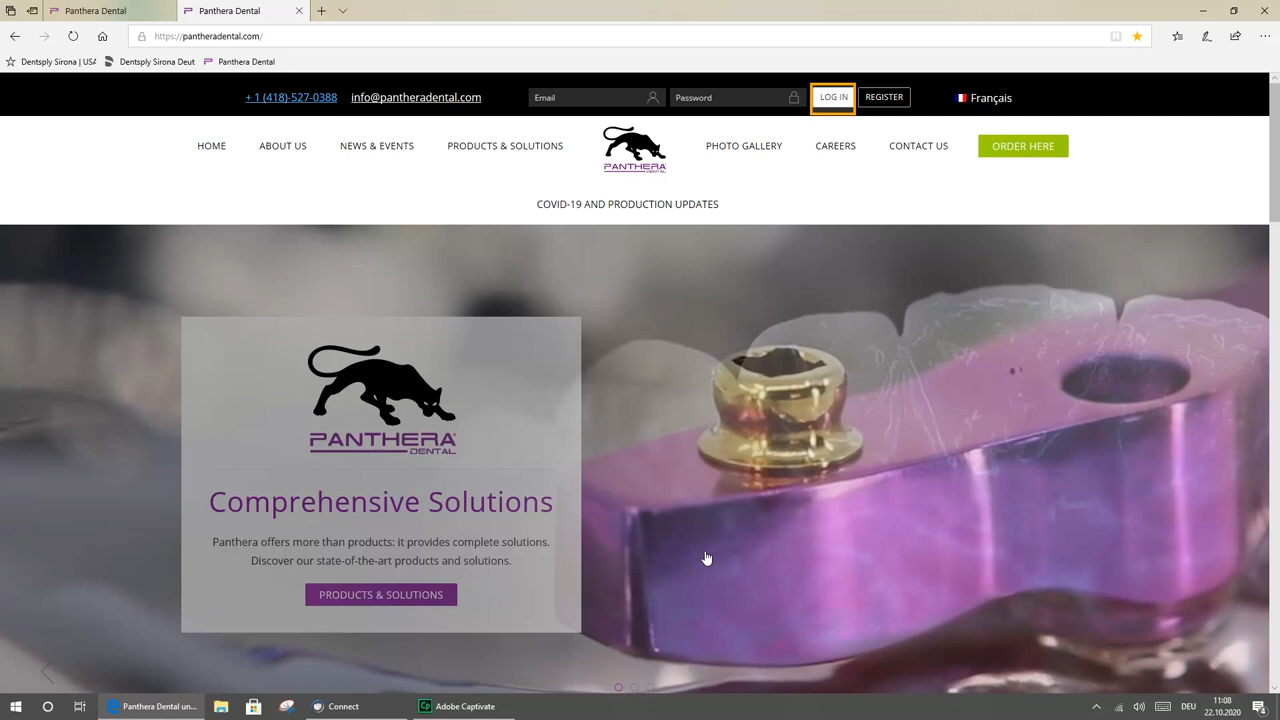 Panthera Dental
Panthera Dental
https://pantheradental.com/
Dentsply Sirona | USA
Dentsply Sirona Deut
Panthera Dental
+ 1 (418)-527-0388
info@pantheradental.com
Email
Password
LOG IN
REGISTER
Français
HOME
ABOUT US
NEWS & EVENTS
PRODUCTS & SOLUTIONS
PANTHERA
DENTAL
PHOTO GALLERY
CAREERS
CONTACT US
ORDER HERE
COVID-19 AND PRODUCTION UPDATES
PANTHERA
DENTAL
Comprehensive Solutions
Panthera offers more than products: it provides complete solutions.
Discover our state-of-the-art products and solutions.
PRODUCTS & SOLUTIONS
Panthera Dental un...
Connect
Cp
Adobe Captivate
DEU
11:08
22.10.2020
4